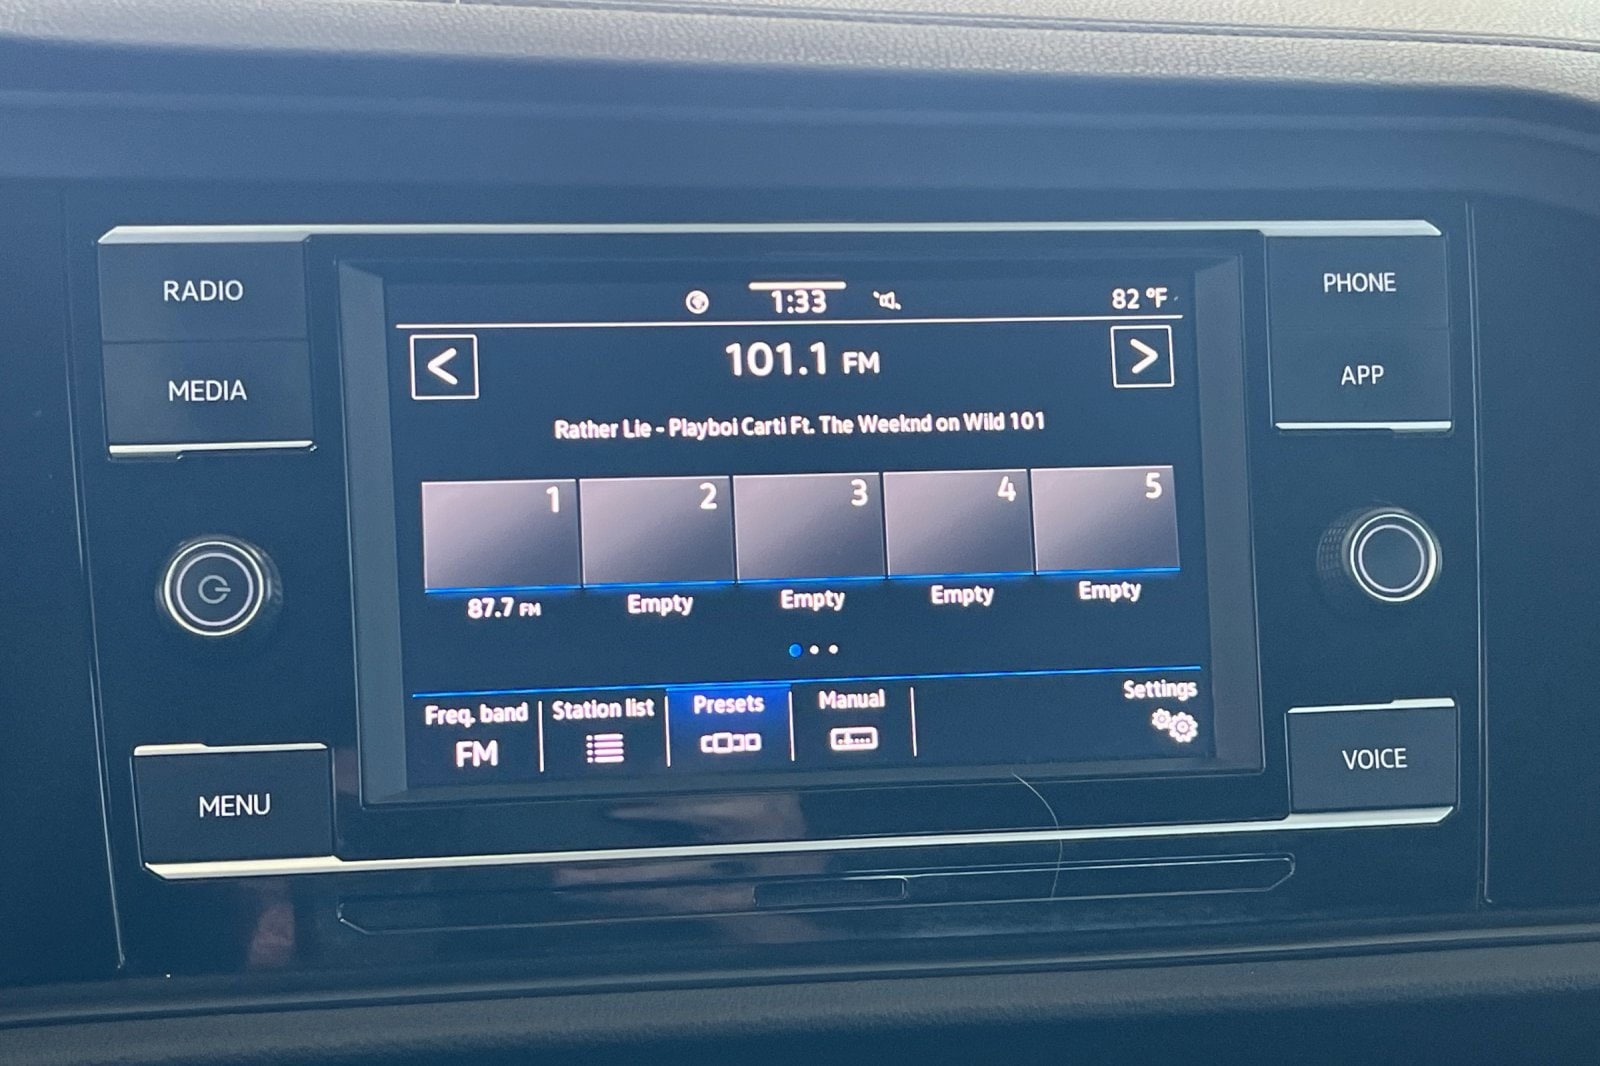 RADIO
MEDIA
MENU
1:33
82 °F
101.1 FM
Rather Lie - Playboi Carti Ft. The Weeknd on Wild 101
1
2
3
4
5
87.7 FM
Empty
Empty
Empty
Empty
Freq. band
FM
Station list
Presets
Manual
Settings
PHONE
APP
VOICE